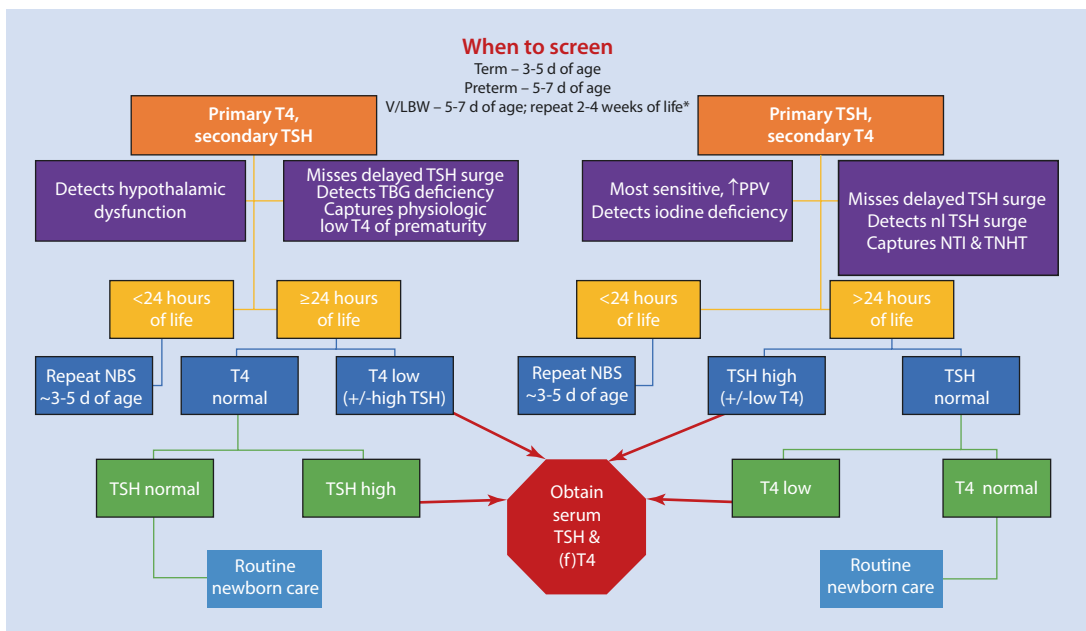 When to screen
Term – 3-5 d of age
Preterm – 5-7 d of age
V/LBW – 5-7 d of age; repeat 2-4 weeks of life*
Primary T4,
secondary TSH
Detects hypothalamic
dysfunction
Misses delayed TSH surge
Detects TBG deficiency
Captures physiologic
low T4 of prematurity
<24 hours
of life
≥24 hours
of life
Repeat NBS
~3-5 d of age
T4
normal
T4 low
(+/-high TSH)
TSH normal
TSH high
Routine
newborn care
Primary TSH,
secondary T4
Most sensitive, ↑PPV
Detects iodine deficiency
Misses delayed TSH surge
Detects nl TSH surge
Captures NTI & TNHT
<24 hours
of life
>24 hours
of life
Repeat NBS
~3-5 d of age
TSH high
(+/-low T4)
TSH
normal
T4 low
T4 normal
Routine
newborn care
Obtain
serum
TSH &
(f)T4